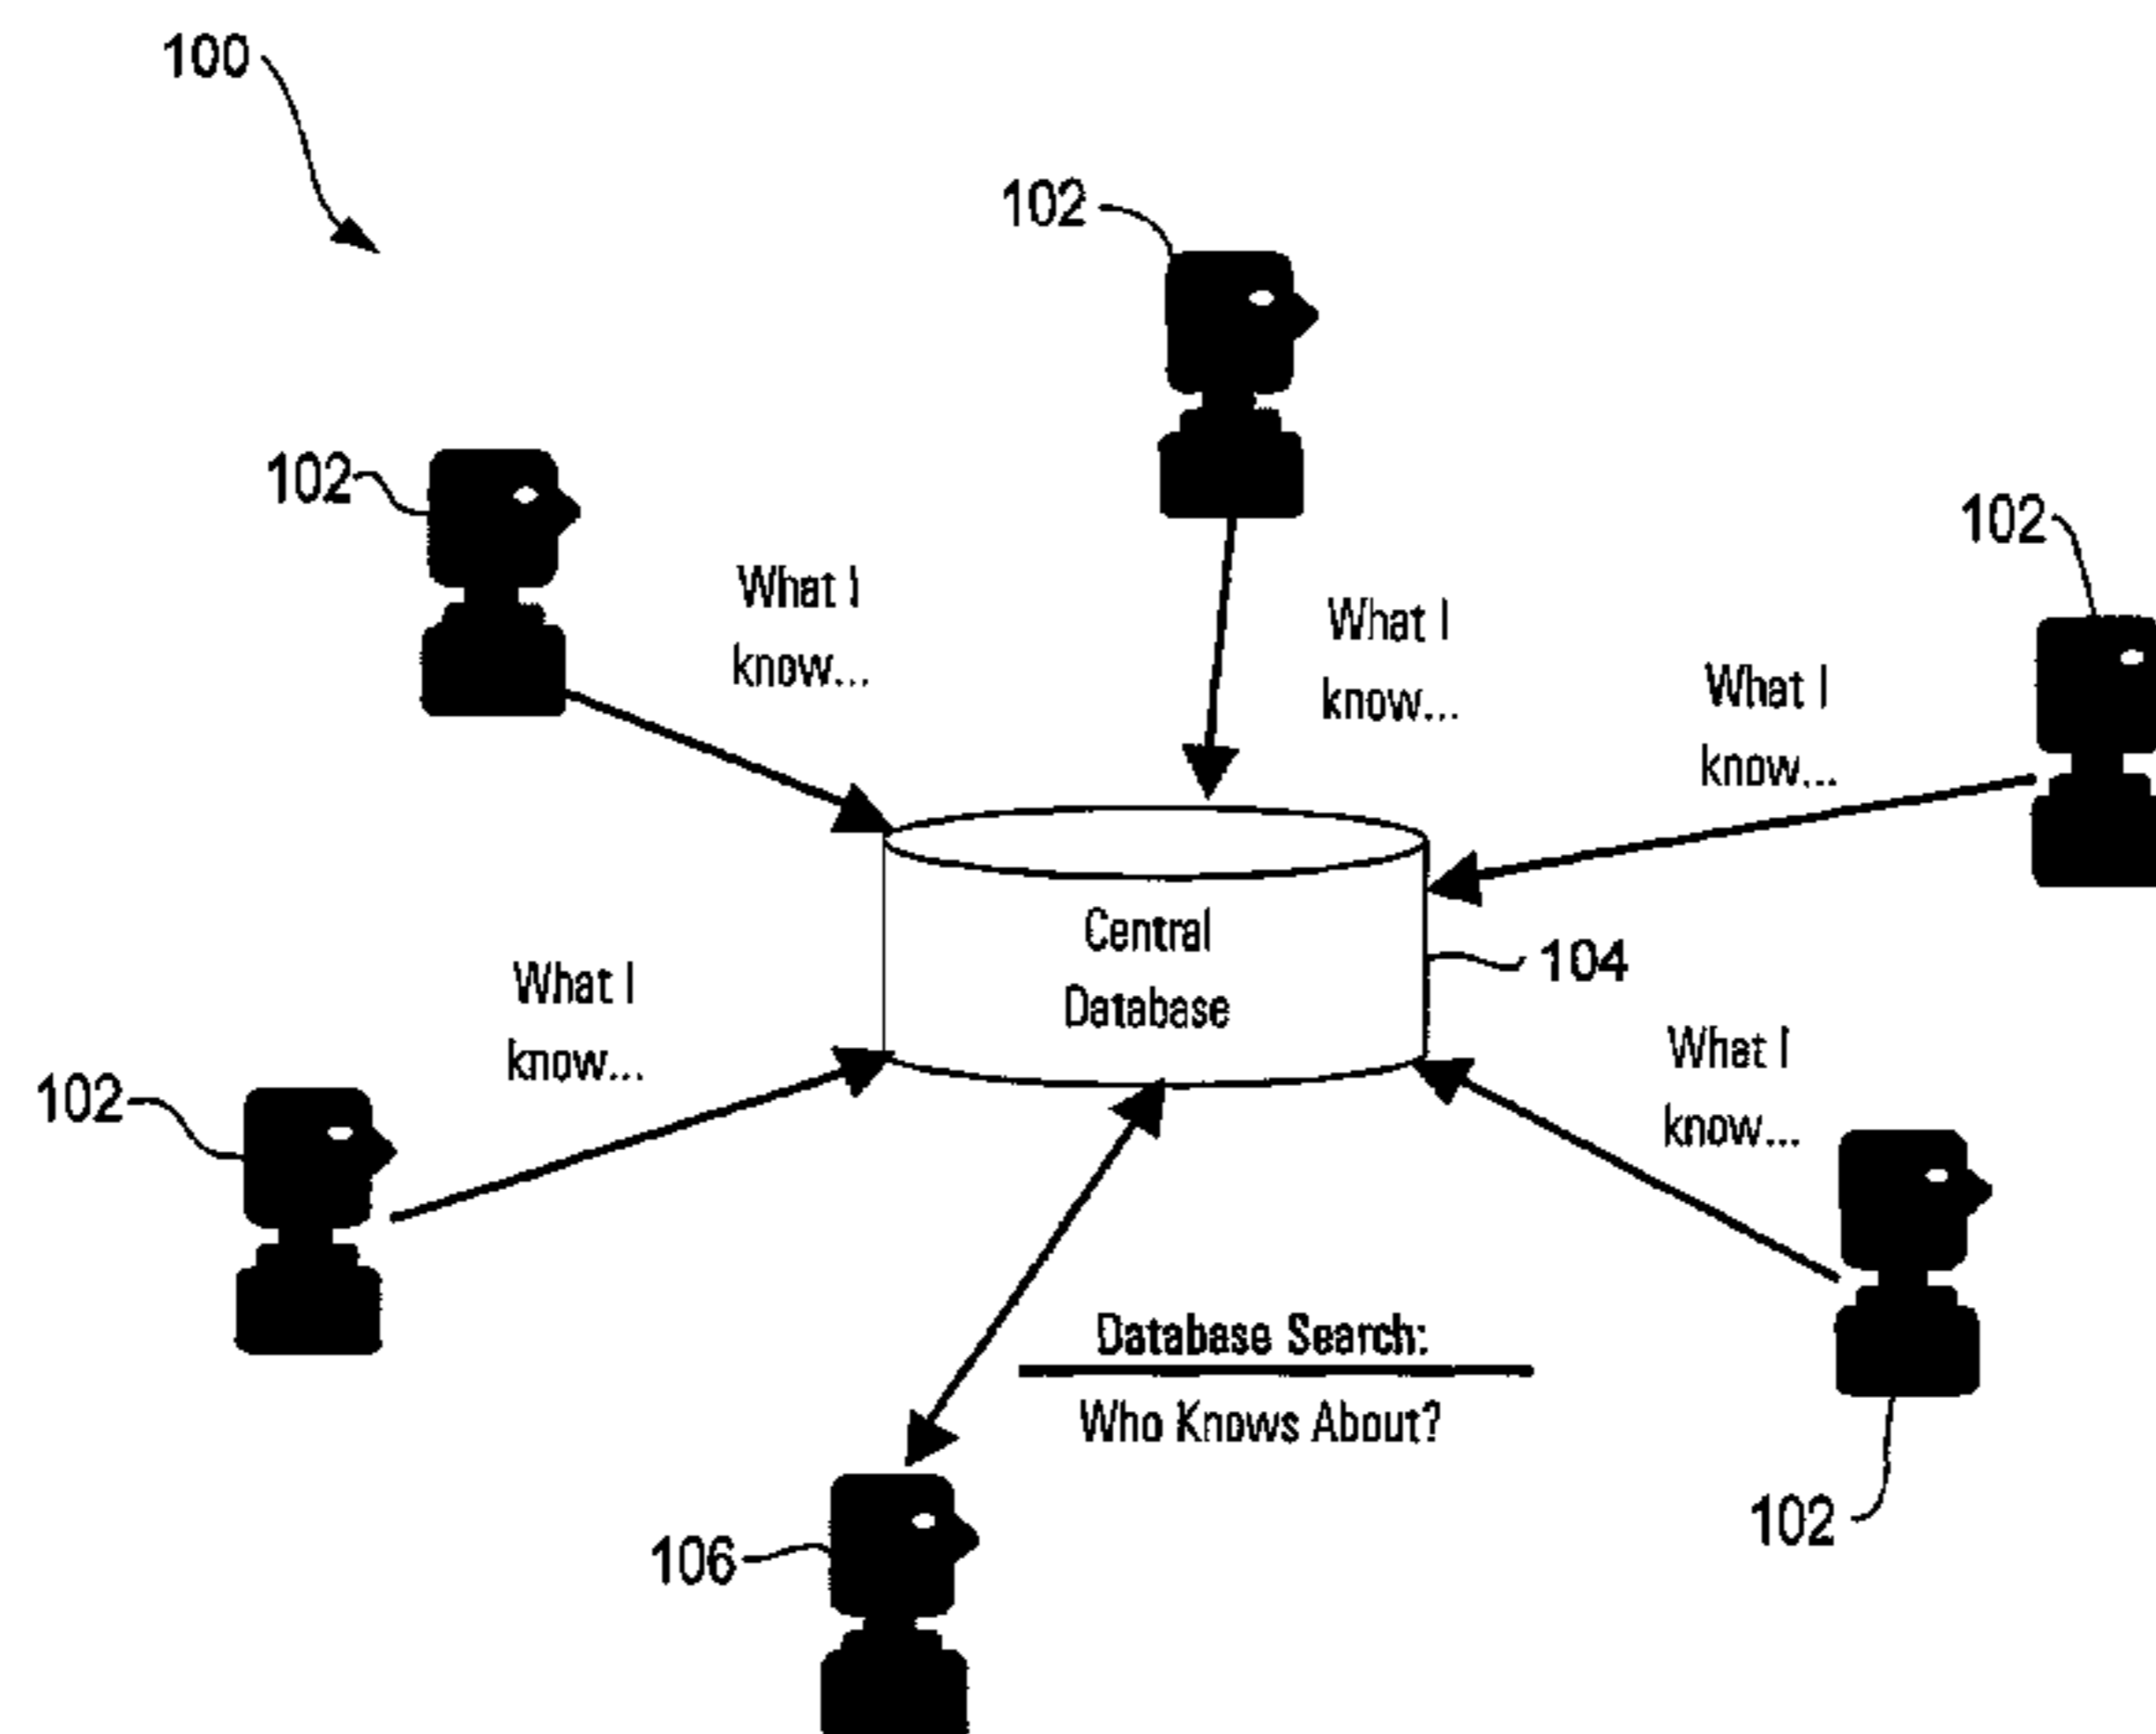 100
102
102
102
What I
know...
What I
know...
What I
know...
Central
Database
104
What I
know...
What I
know...
102
Database Search:
Who Knows About?
106
102